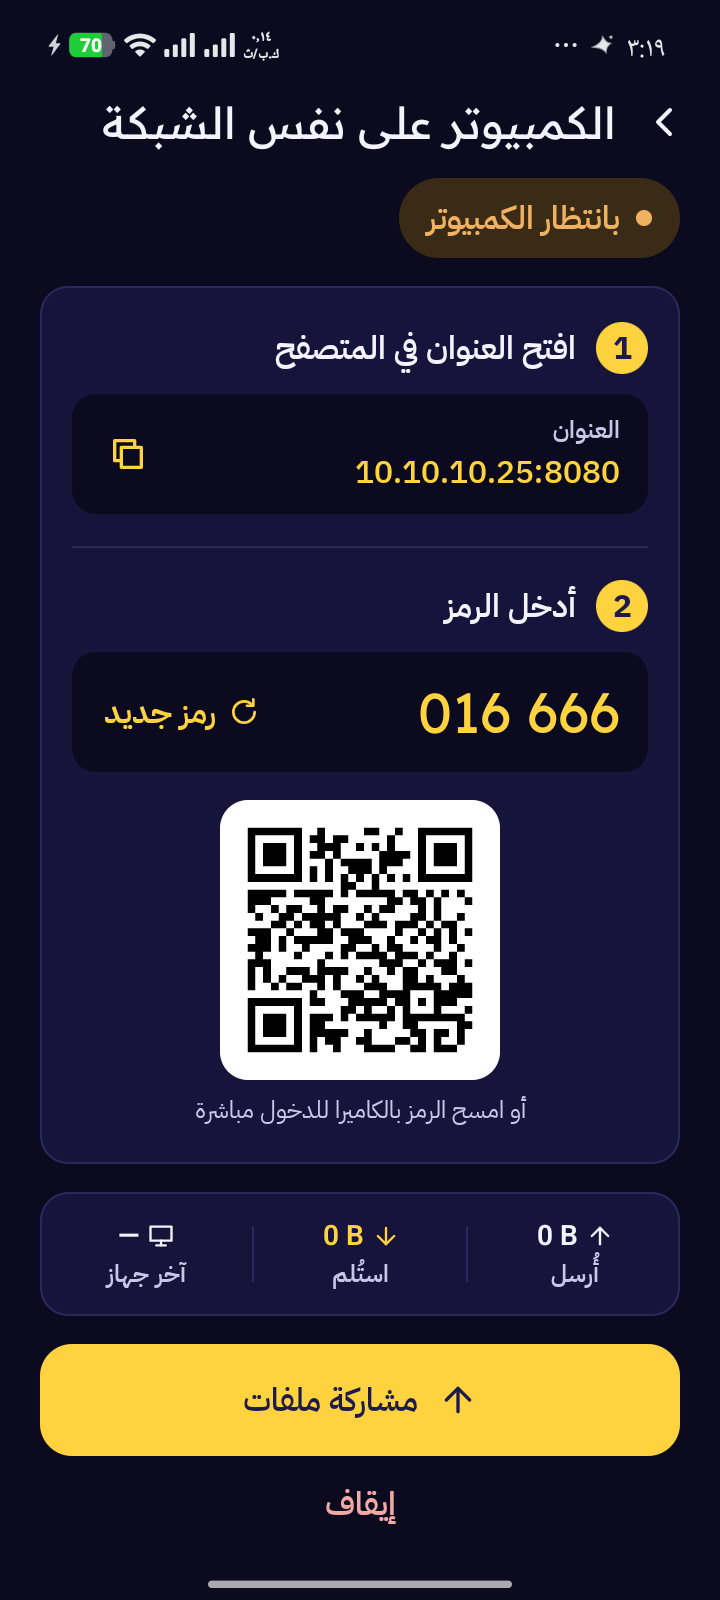 ٣:١٩
٠,١٤
ك.ب/ث
70
الكمبيوتر على نفس الشبكة
بانتظار الكمبيوتر
1 افتح العنوان في المتصفح
العنوان
10.10.10.25:8080
2 أدخل الرمز
016 666
رمز جديد
أو امسح الرمز بالكاميرا للدخول مباشرة
0 B
أُرسل
0 B
استُلم
—
آخر جهاز
مشاركة ملفات
إيقاف